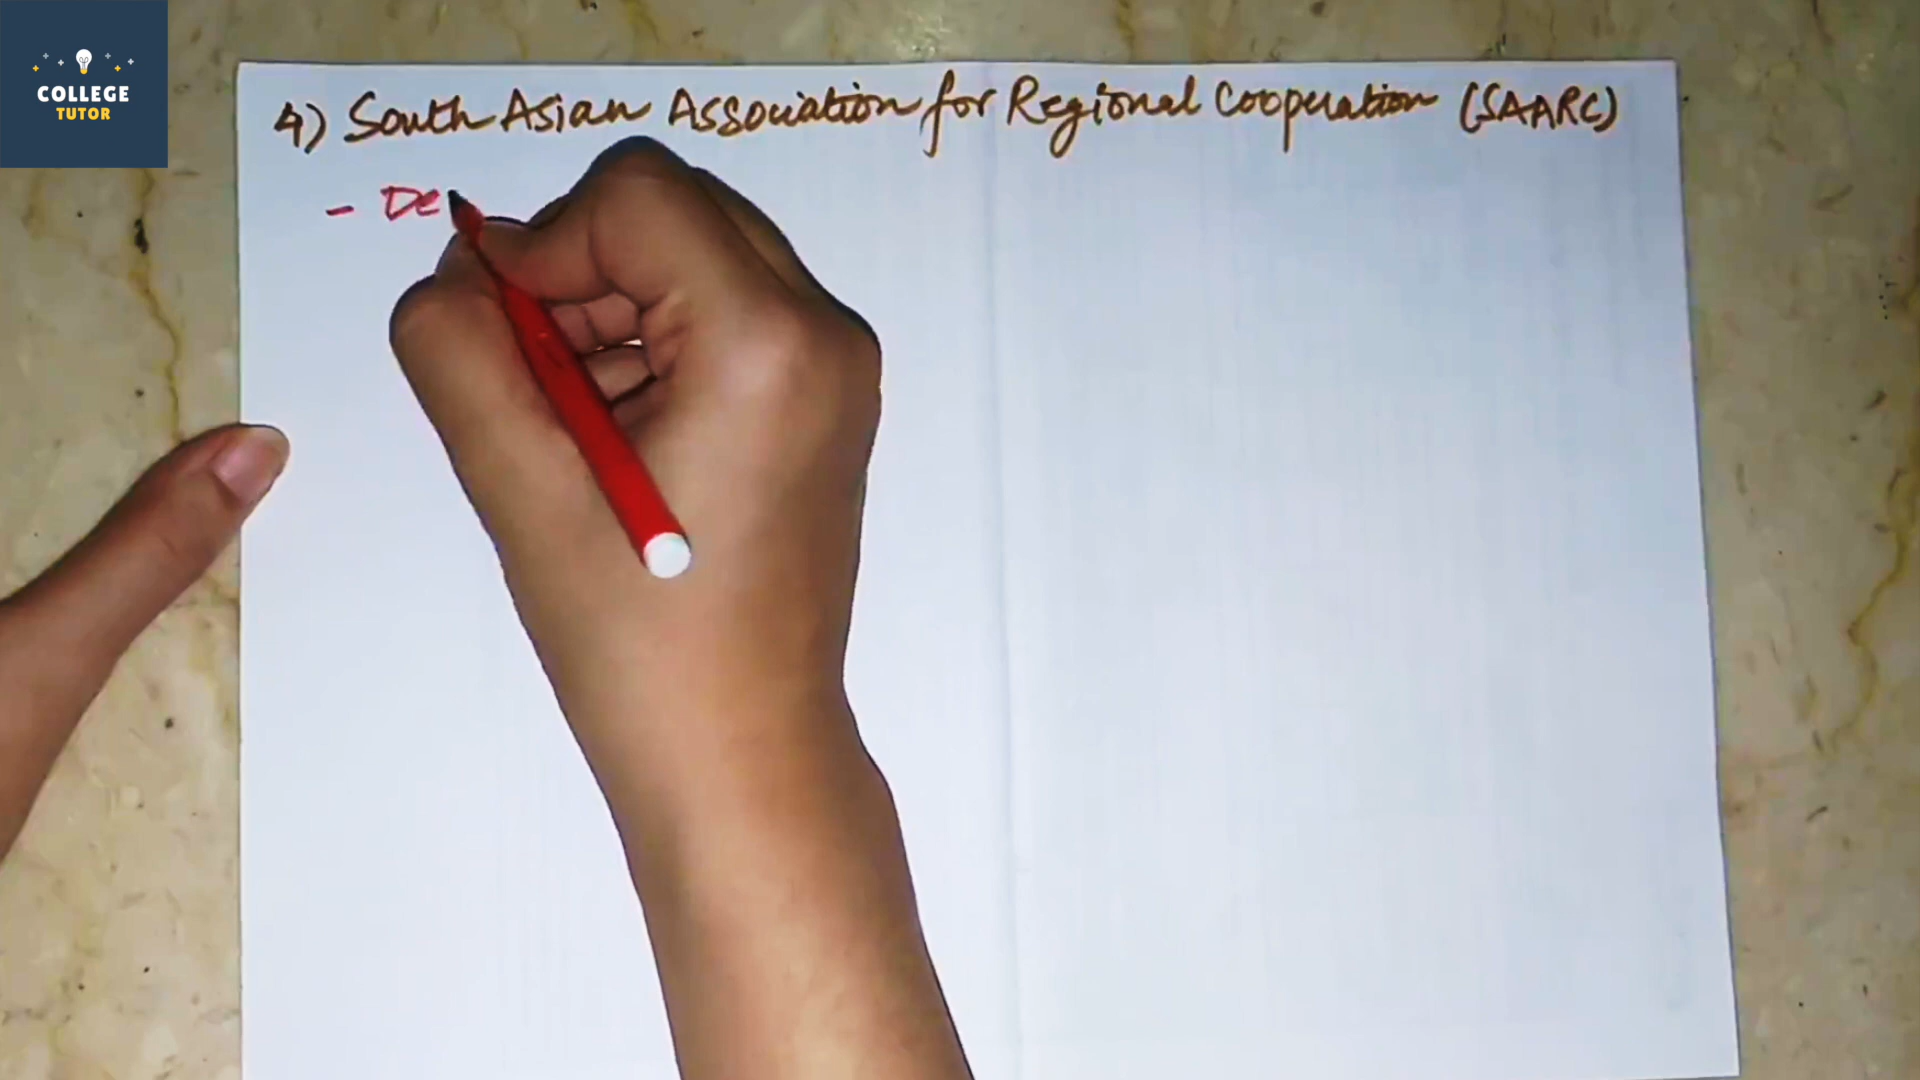 COLLEGE
TUTOR
4) South Asian Association for Regional Cooperation (SAARC)
- De